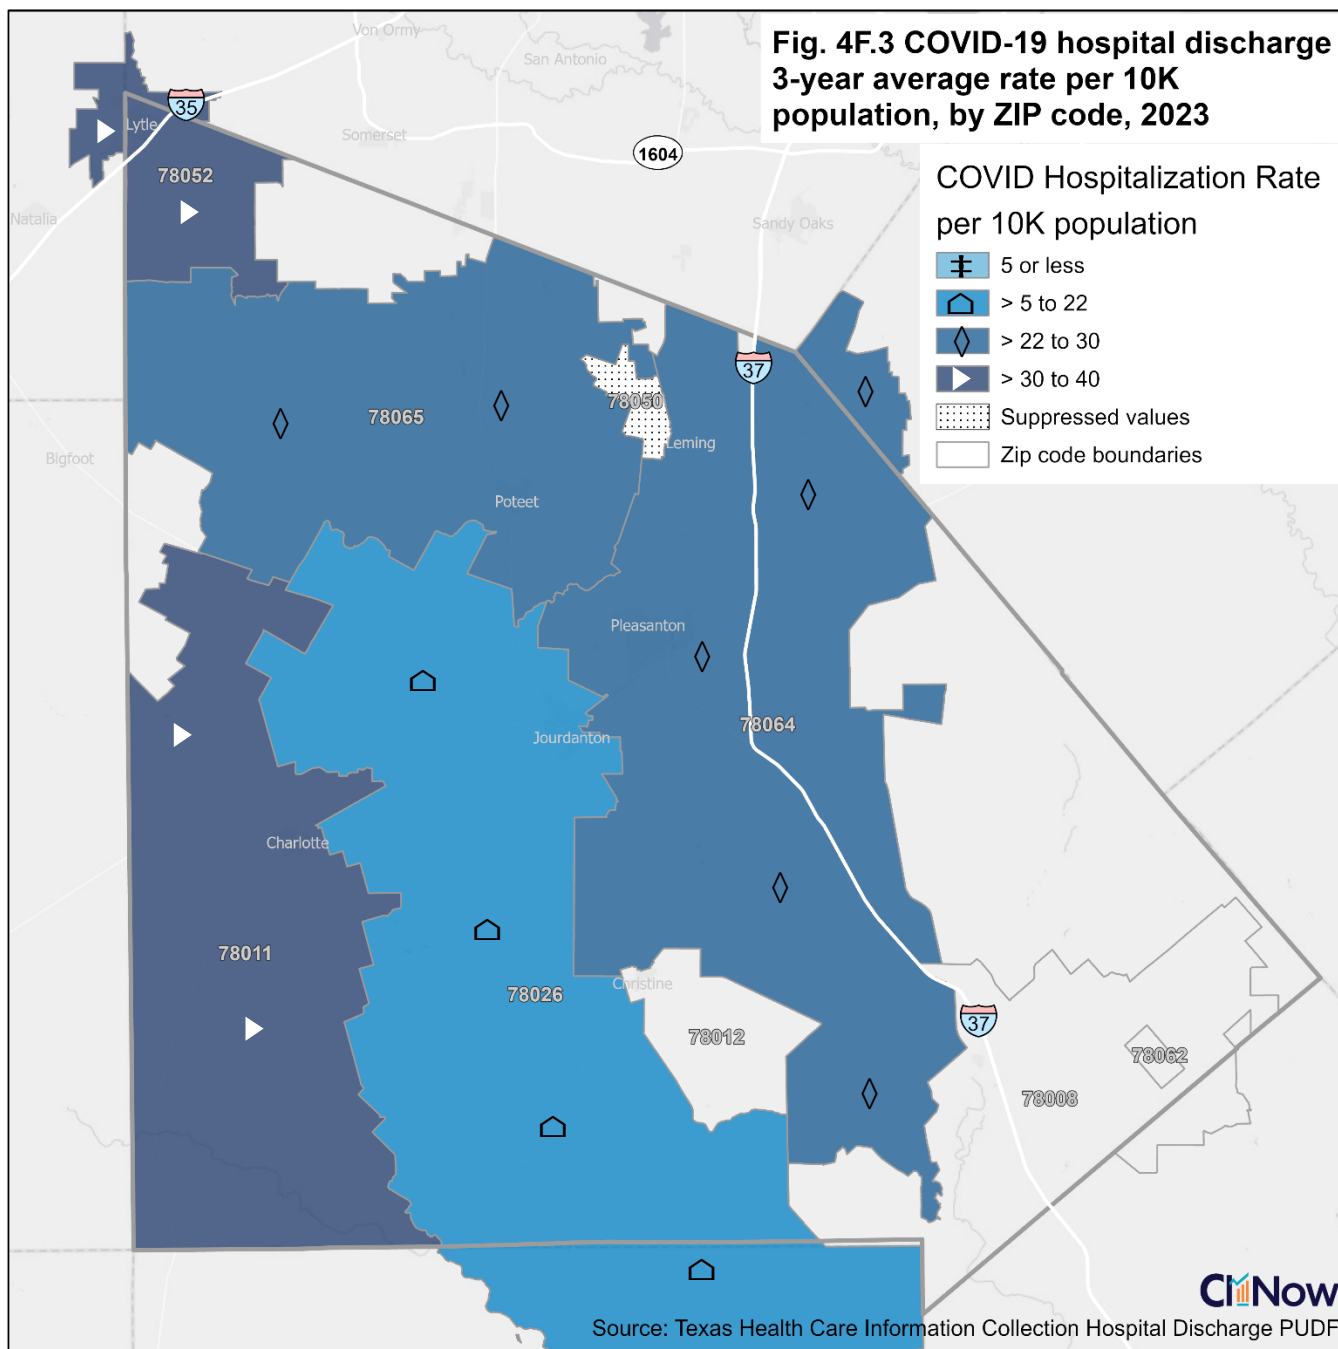 Fig. 4F.3 COVID-19 hospital discharge
3-year average rate per 10K
population, by ZIP code, 2023
COVID Hospitalization Rate
per 10K population
5 or less
> 5 to 22
> 22 to 30
> 30 to 40
Suppressed values
Zip code boundaries
Von Ormy
San Antonio
35
Lytle
Somerset
1604
78052
Natalia
Sandy Oaks
37
78050
78065
Leming
Bigfoot
Poteet
Pleasanton
78064
Jourdanton
Charlotte
78011
Christine
78026
37
78012
78062
78008
CINow
Source: Texas Health Care Information Collection Hospital Discharge PUDF